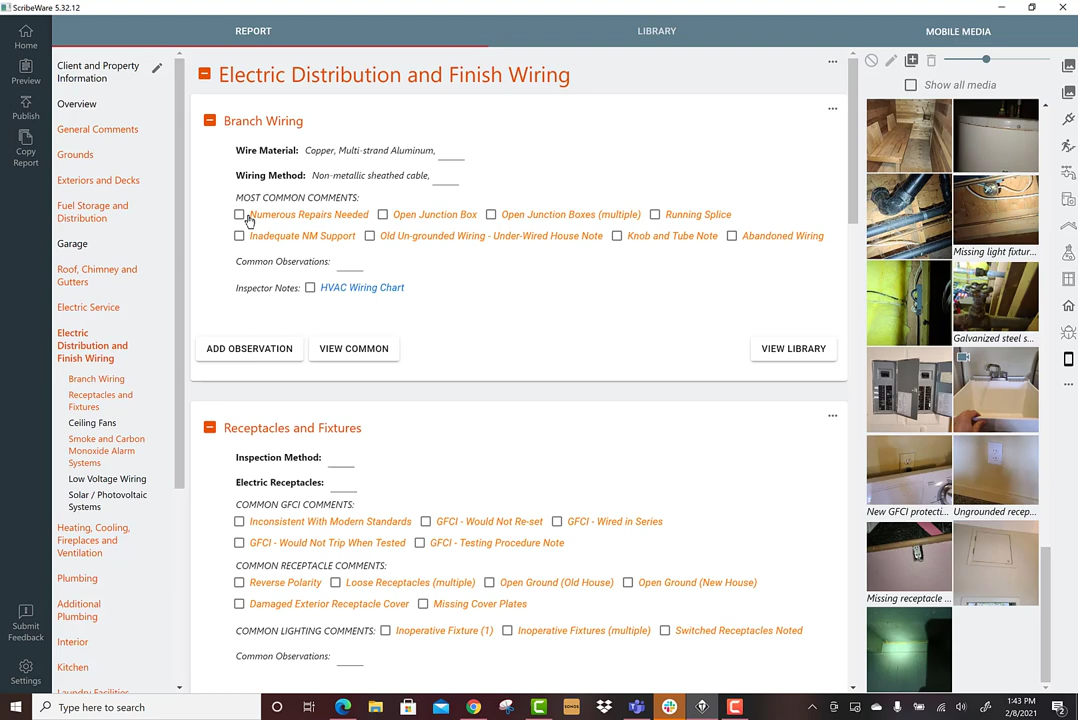 ScribeWare 5.32.12
REPORT LIBRARY MOBILE MEDIA
Home
Preview
Publish
Copy
Report
Submit
Feedback
Settings
Client and Property
Information
Overview
General Comments
Grounds
Exteriors and Decks
Fuel Storage and
Distribution
Garage
Roof, Chimney and
Gutters
Electric Service
Electric
Distribution and
Finish Wiring
Branch Wiring
Receptacles and
Fixtures
Ceiling Fans
Smoke and Carbon
Monoxide Alarm
Systems
Low Voltage Wiring
Solar / Photovoltaic
Systems
Heating, Cooling,
Fireplaces and
Ventilation
Plumbing
Additional
Plumbing
Interior
Kitchen
Laundry Facilities
Electric Distribution and Finish Wiring
Branch Wiring
Wire Material: Copper, Multi-strand Aluminum,
Wiring Method: Non-metallic sheathed cable,
MOST COMMON COMMENTS:
Numerous Repairs Needed Open Junction Box Open Junction Boxes (multiple) Running Splice
Inadequate NM Support Old Un-grounded Wiring - Under-Wired House Note Knob and Tube Note Abandoned Wiring
Common Observations:
Inspector Notes: HVAC Wiring Chart
ADD OBSERVATION VIEW COMMON VIEW LIBRARY
Receptacles and Fixtures
Inspection Method:
Electric Receptacles:
COMMON GFCI COMMENTS:
Inconsistent With Modern Standards GFCI - Would Not Re-set GFCI - Wired in Series
GFCI - Would Not Trip When Tested GFCI - Testing Procedure Note
COMMON RECEPTACLE COMMENTS:
Reverse Polarity Loose Receptacles (multiple) Open Ground (Old House) Open Ground (New House)
Damaged Exterior Receptacle Cover Missing Cover Plates
COMMON LIGHTING COMMENTS: Inoperative Fixture (1) Inoperative Fixtures (multiple) Switched Receptacles Noted
Common Observations:
Show all media
Missing light fixtur...
Galvanized steel s...
New GFCI protecti... Ungrounded recep...
Missing receptacle ...
Type here to search
SONOS
1:43 PM
2/8/2021